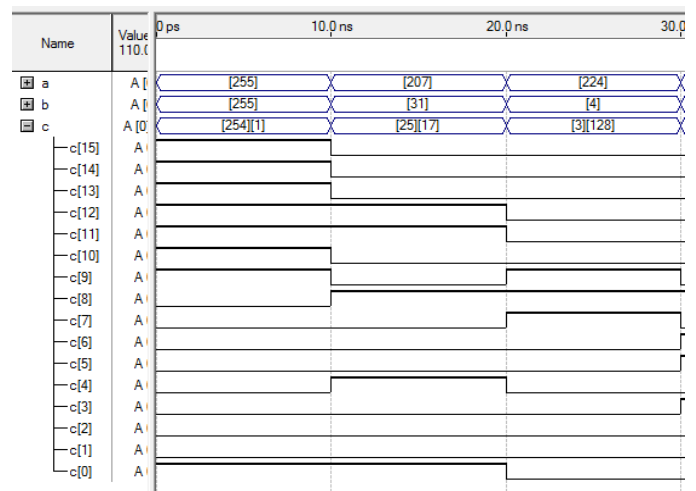 Name Value 0 ps 10.0 ns 20.0 ns 30.0
110.0
a A [ [255] [207] [224]
b A [ [255] [31] [4]
c A [0] [254][1] [25][17] [3][128]
c[15] A
c[14] A
c[13] A
c[12] A
c[11] A
c[10] A
c[9] A
c[8] A
c[7] A
c[6] A
c[5] A
c[4] A
c[3] A
c[2] A
c[1] A
c[0] A